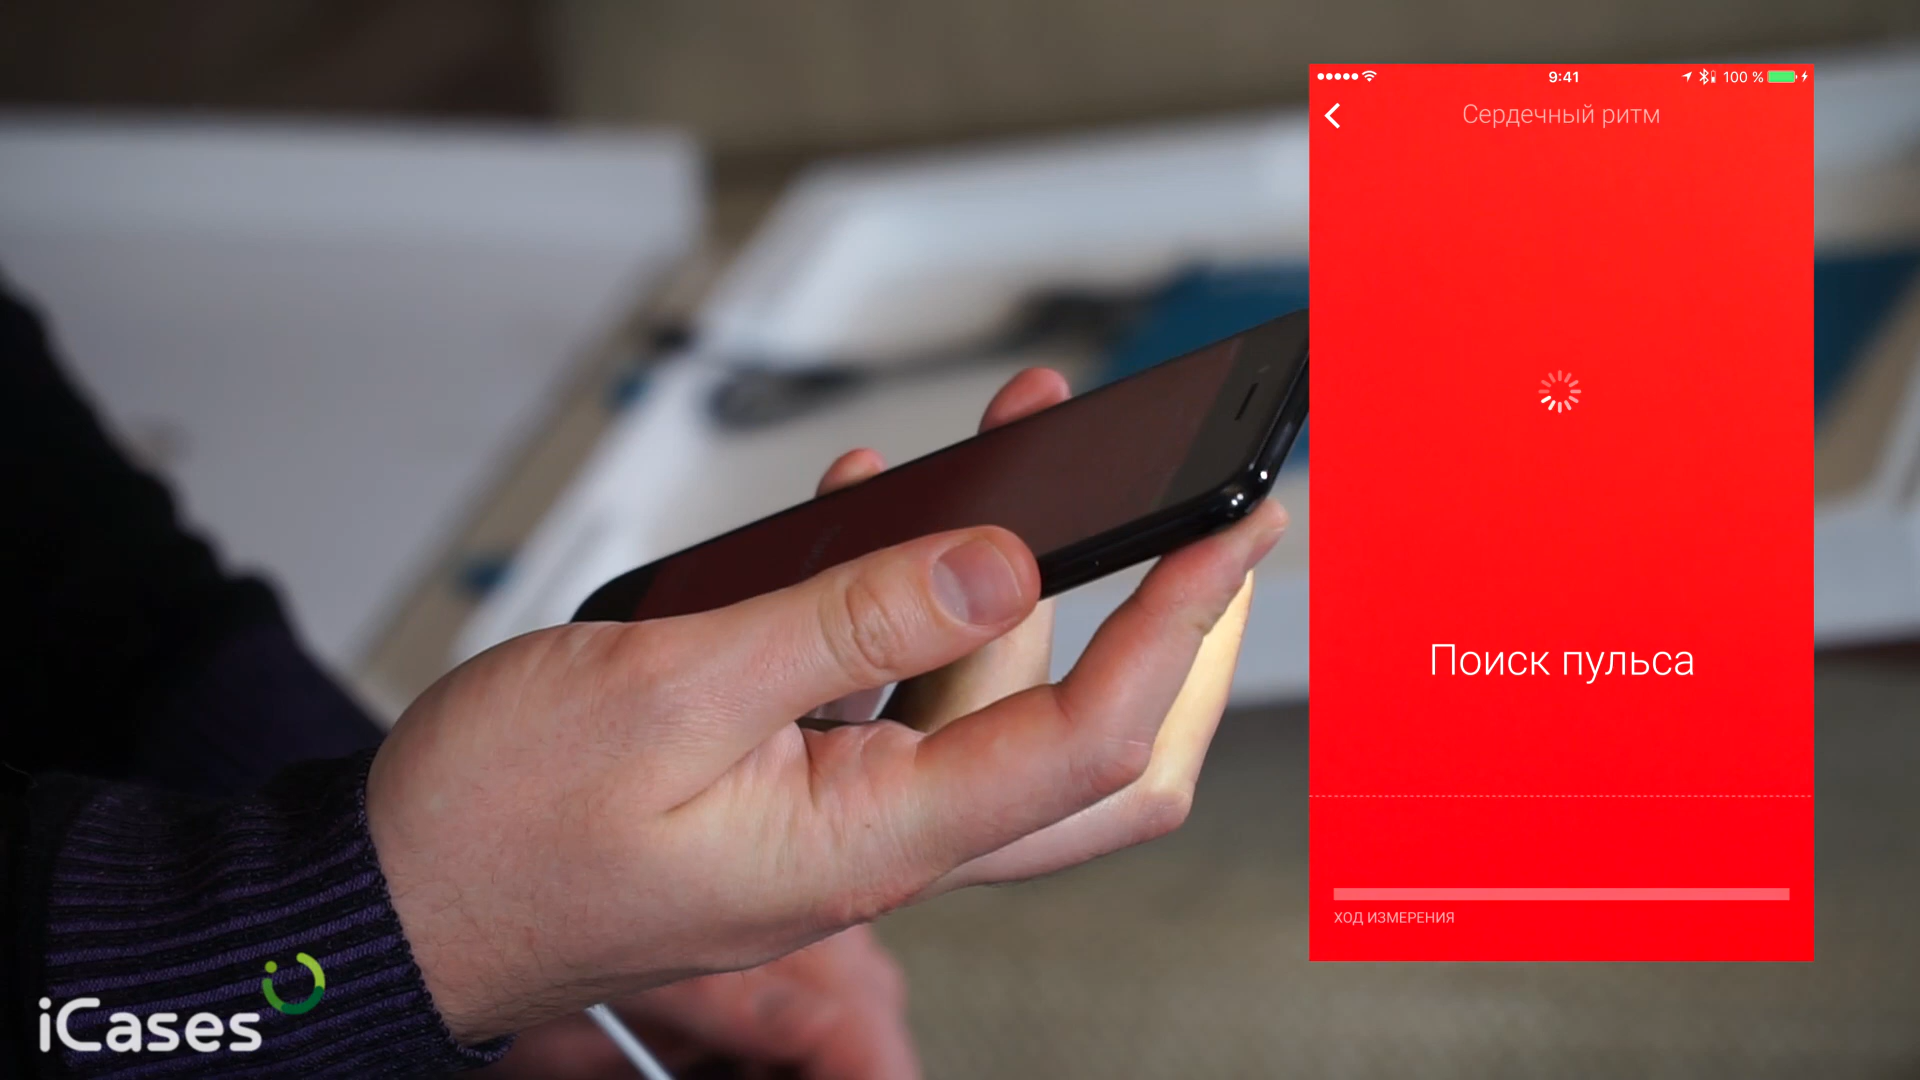 9:41
100 %
Сердечный ритм
Поиск пульса
ХОД ИЗМЕРЕНИЯ
iCases